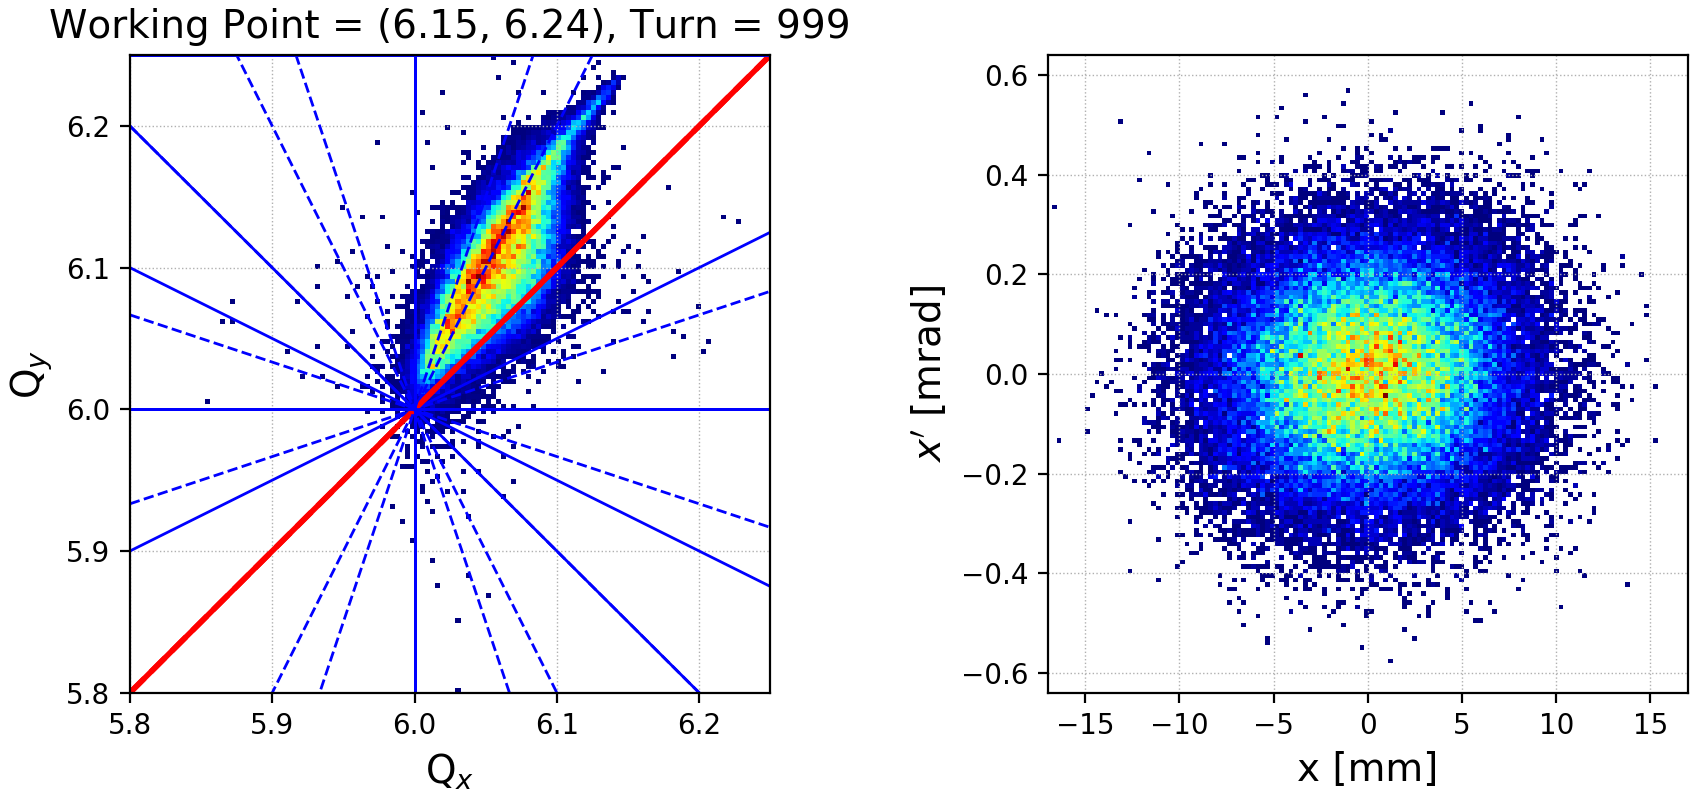 Working Point = (6.15, 6.24), Turn = 999
6.2
6.1
6.0
5.9
5.8
Qy
5.8 5.9 6.0 6.1 6.2
Qx
0.6
0.4
0.2
0.0
−0.2
−0.4
−0.6
x′ [mrad]
−15 −10 −5 0 5 10 15
x [mm]